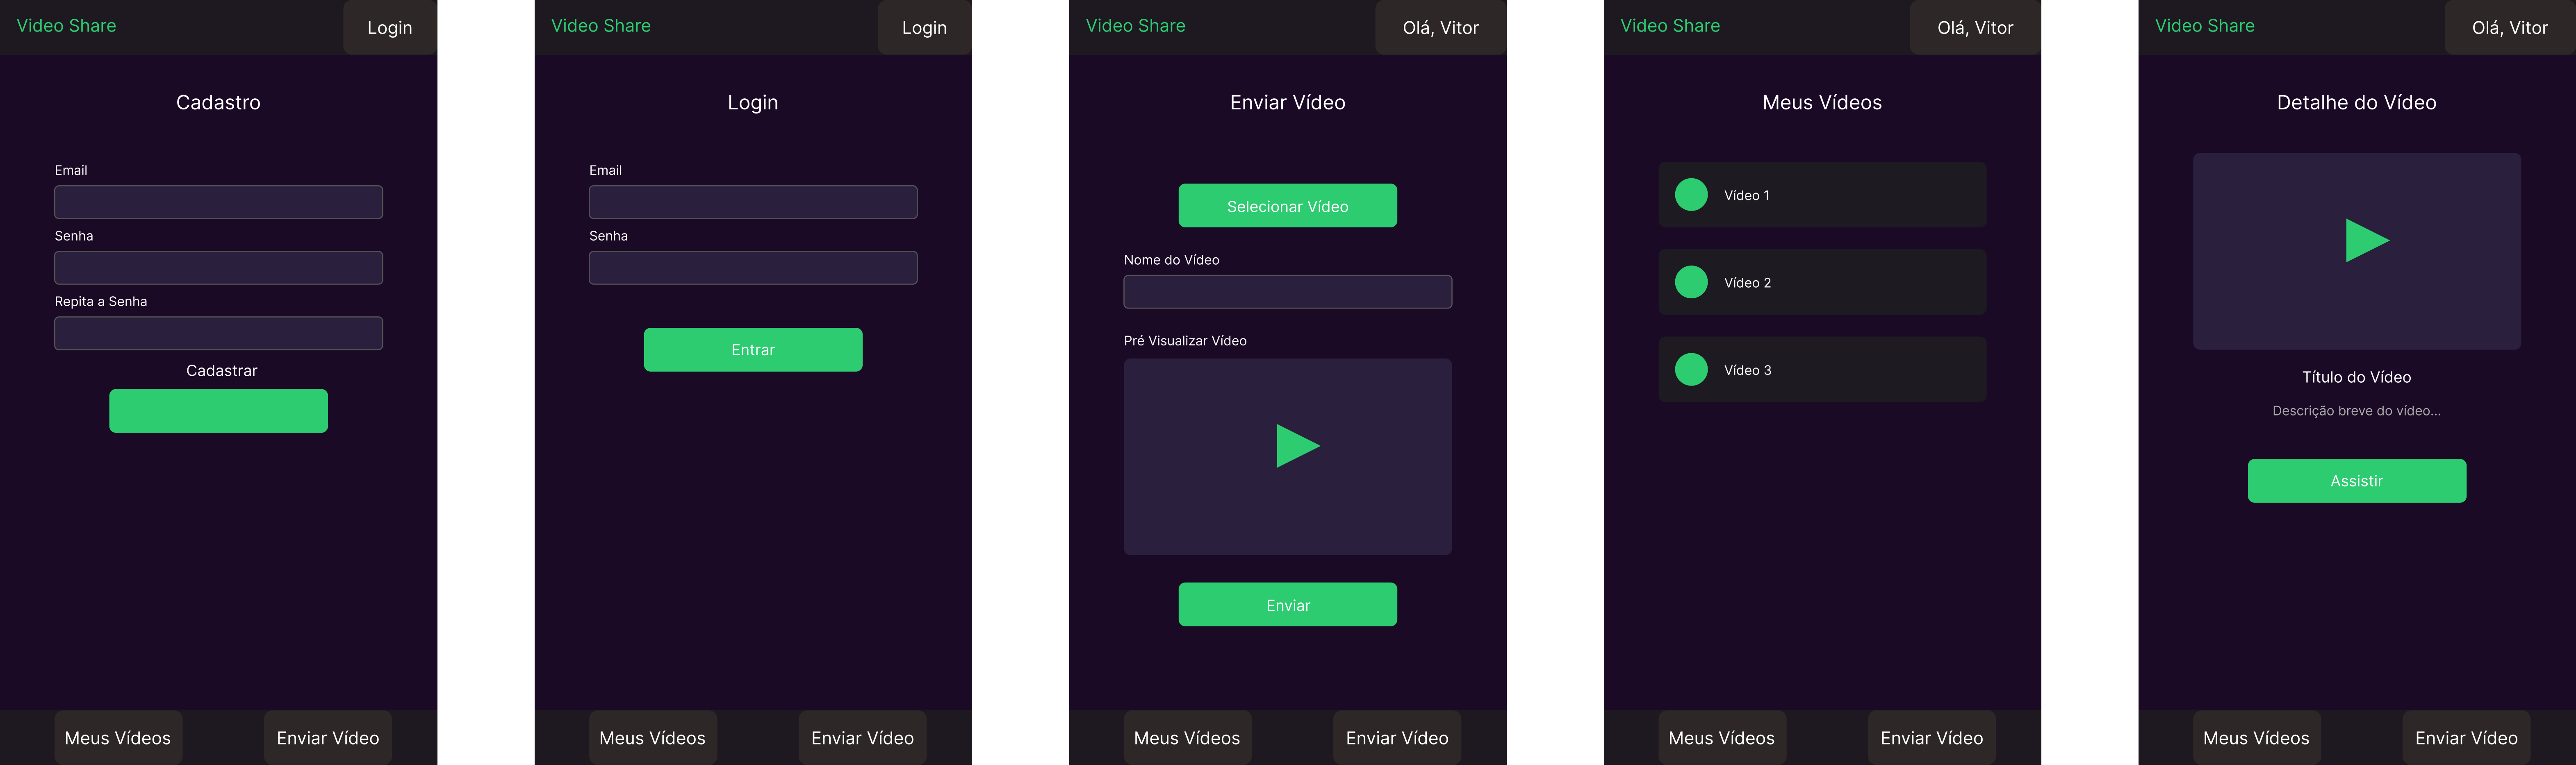 Video Share
Login
Cadastro
Email
Senha
Repita a Senha
Cadastrar
Meus Vídeos
Enviar Vídeo
Video Share
Login
Login
Email
Senha
Entrar
Meus Vídeos
Enviar Vídeo
Video Share
Olá, Vitor
Enviar Vídeo
Selecionar Vídeo
Nome do Vídeo
Pré Visualizar Vídeo
Enviar
Meus Vídeos
Enviar Vídeo
Video Share
Olá, Vitor
Meus Vídeos
Vídeo 1
Vídeo 2
Vídeo 3
Meus Vídeos
Enviar Vídeo
Video Share
Olá, Vitor
Detalhe do Vídeo
Título do Vídeo
Descrição breve do vídeo...
Assistir
Meus Vídeos
Enviar Vídeo